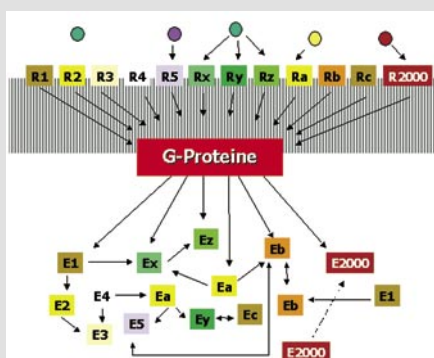 R1 R2 R3 R4 R5 Rx Ry Rz Ra Rb Rc R2000
G-Proteine
Ez
Eb
E1 Ex E2000
Ea
E2 E4 Ea Eb E1
E5 Ey Ec
E3
E2000